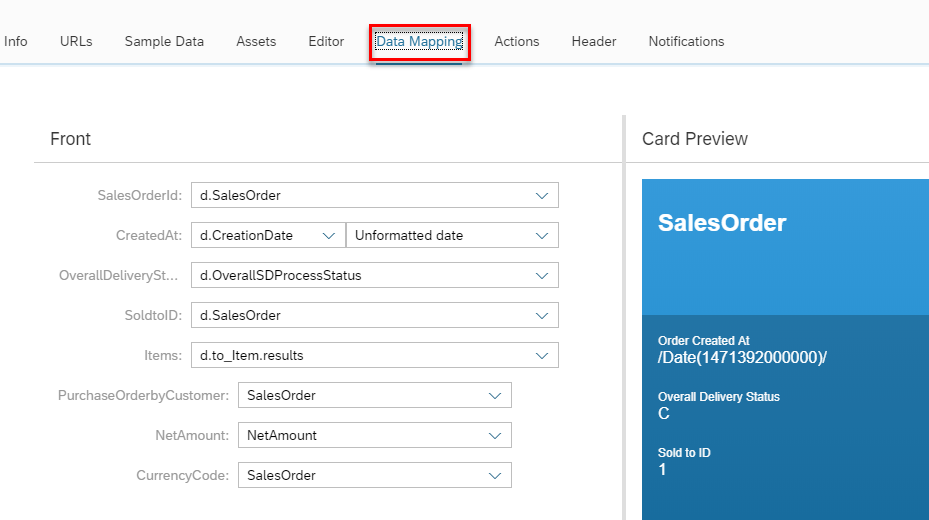 Info URLs Sample Data Assets Editor Data Mapping Actions Header Notifications
Front
SalesOrderId: d.SalesOrder
CreatedAt: d.CreationDate Unformatted date
OverallDeliverySt... d.OverallSDProcessStatus
SoldtoID: d.SalesOrder
Items: d.to_Item.results
PurchaseOrderbyCustomer: SalesOrder
NetAmount: NetAmount
CurrencyCode: SalesOrder
Card Preview
SalesOrder
Order Created At
/Date(1471392000000)/
Overall Delivery Status
C
Sold to ID
1